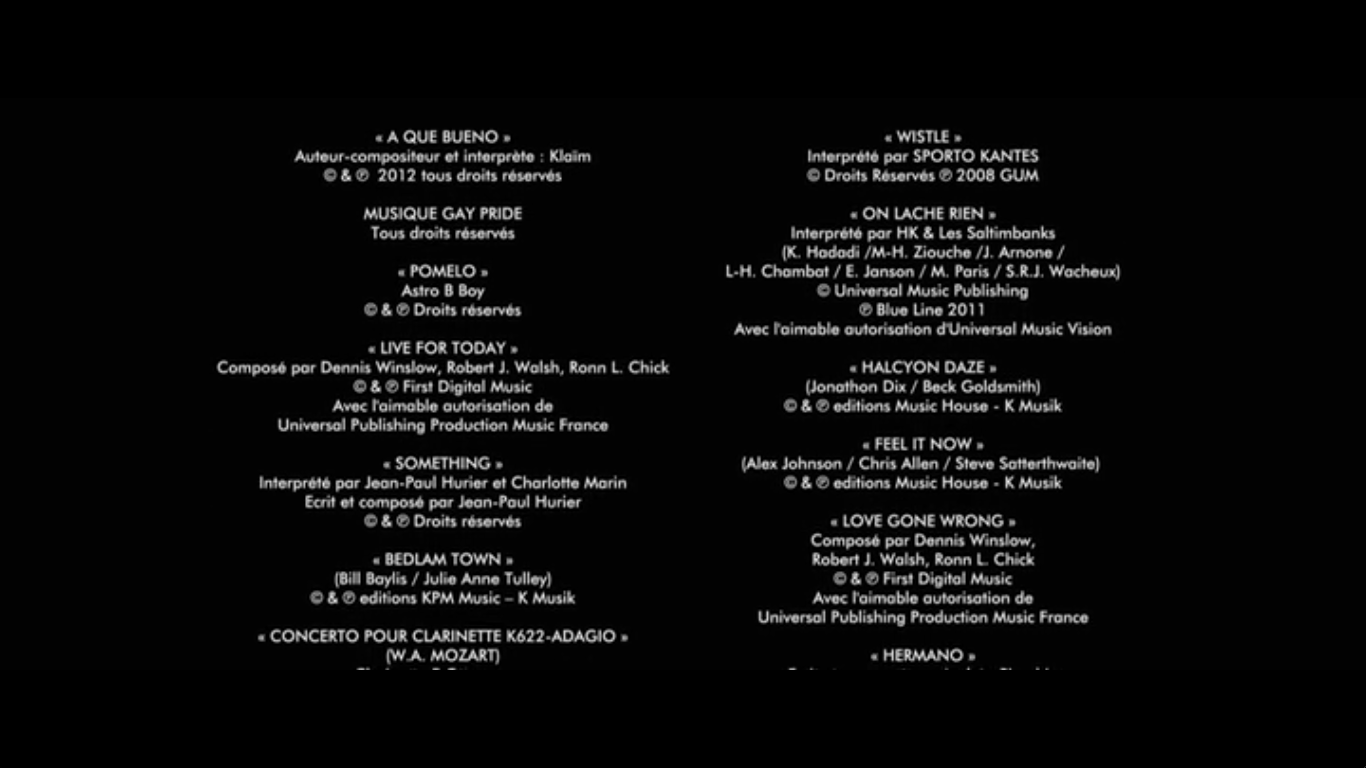 « A QUE BUENO »
Auteur-compositeur et interprète : Klaïm
© & ℗ 2012 tous droits réservés
MUSIQUE GAY PRIDE
Tous droits réservés
« POMELO »
Astro B Boy
© & ℗ Droits réservés
« LIVE FOR TODAY »
Composé par Dennis Winslow, Robert J. Walsh, Ronn L. Chick
© & ℗ First Digital Music
Avec l'aimable autorisation de
Universal Publishing Production Music France
« SOMETHING »
Interprété par Jean-Paul Hurier et Charlotte Marin
Ecrit et composé par Jean-Paul Hurier
© & ℗ Droits réservés
« BEDLAM TOWN »
(Bill Baylis / Julie Anne Tulley)
© & ℗ editions KPM Music – K Musik
« CONCERTO POUR CLARINETTE K622-ADAGIO »
(W.A. MOZART)
« WISTLE »
Interprété par SPORTO KANTES
© Droits Réservés ℗ 2008 GUM
« ON LACHE RIEN »
Interprété par HK & Les Saltimbanks
(K. Hadadi /M-H. Ziouche /J. Arnone /
L-H. Chambat / E. Janson / M. Paris / S.R.J. Wacheux)
© Universal Music Publishing
℗ Blue Line 2011
Avec l'aimable autorisation d'Universal Music Vision
« HALCYON DAZE »
(Jonathon Dix / Beck Goldsmith)
© & ℗ editions Music House - K Musik
« FEEL IT NOW »
(Alex Johnson / Chris Allen / Steve Satterthwaite)
© & ℗ editions Music House - K Musik
« LOVE GONE WRONG »
Composé par Dennis Winslow,
Robert J. Walsh, Ronn L. Chick
© & ℗ First Digital Music
Avec l'aimable autorisation de
Universal Publishing Production Music France
« HERMANO »